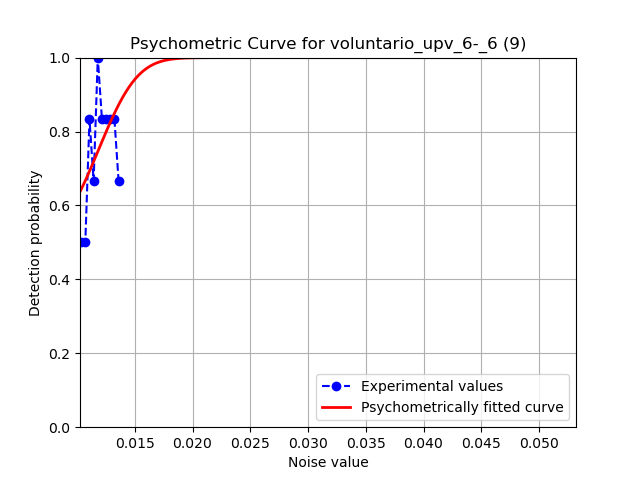 Psychometric Curve for voluntario_upv_6-_6 (9)
1.0
0.8
0.6
0.4
0.2
0.0
Detection probability
Experimental values
Psychometrically fitted curve
0.015 0.020 0.025 0.030 0.035 0.040 0.045 0.050
Noise value